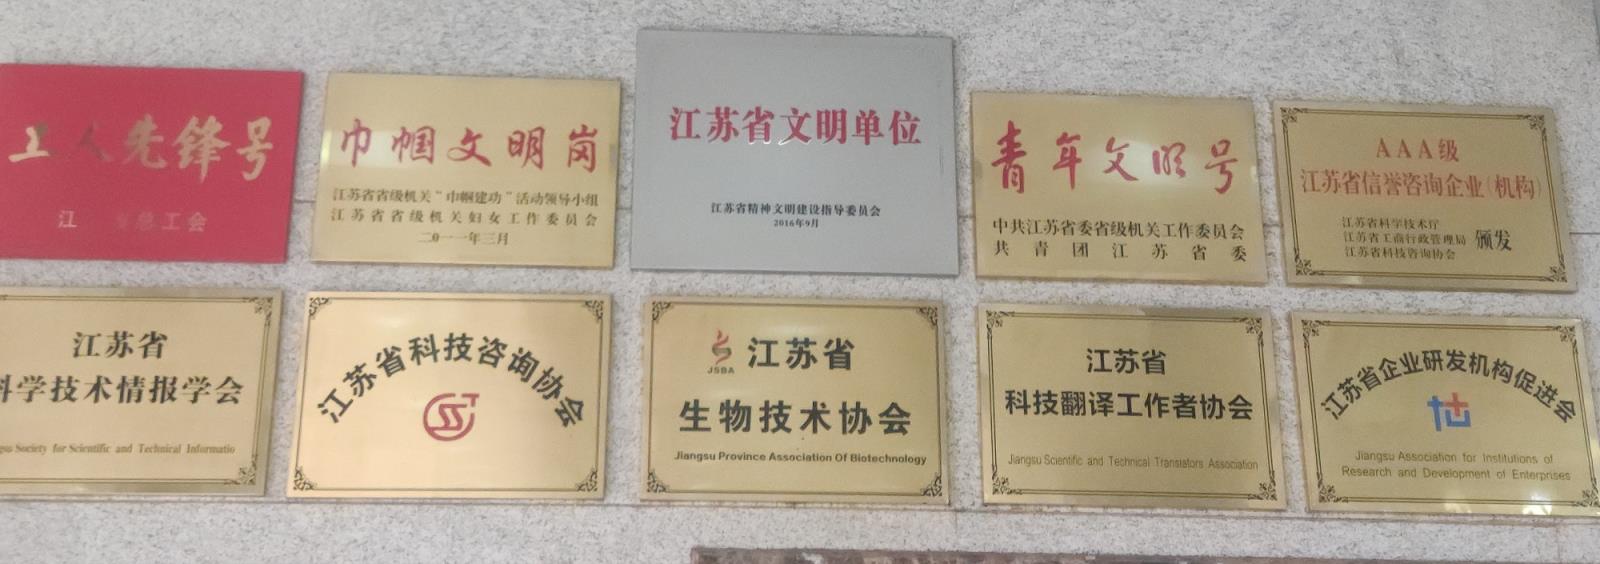 工人先锋号
江 总工会
巾帼文明岗
江苏省省级机关“巾帼建功”活动领导小组
江苏省省级机关妇女工作委员会
二〇一一年三月
江苏省文明单位
江苏省精神文明建设指导委员会
2016年9月
青年文明号
中共江苏省委省级机关工作委员会
共青团江苏省委
AAA级
江苏省信誉咨询企业(机构)
江苏省科学技术厅
江苏省工商行政管理局 颁发
江苏省科技咨询协会
江苏省
科学技术情报学会
gsu Society for Scientific and Technical Informatio
江苏省科技咨询协会
JSBA
江苏省
生物技术协会
Jiangsu Province Association Of Biotechnology
江苏省
科技翻译工作者协会
Jiangsu Scientific and Technical Translators Association
江苏省企业研发机构促进会
Jiangsu Association for Institutions of
Research and Development of Enterprises